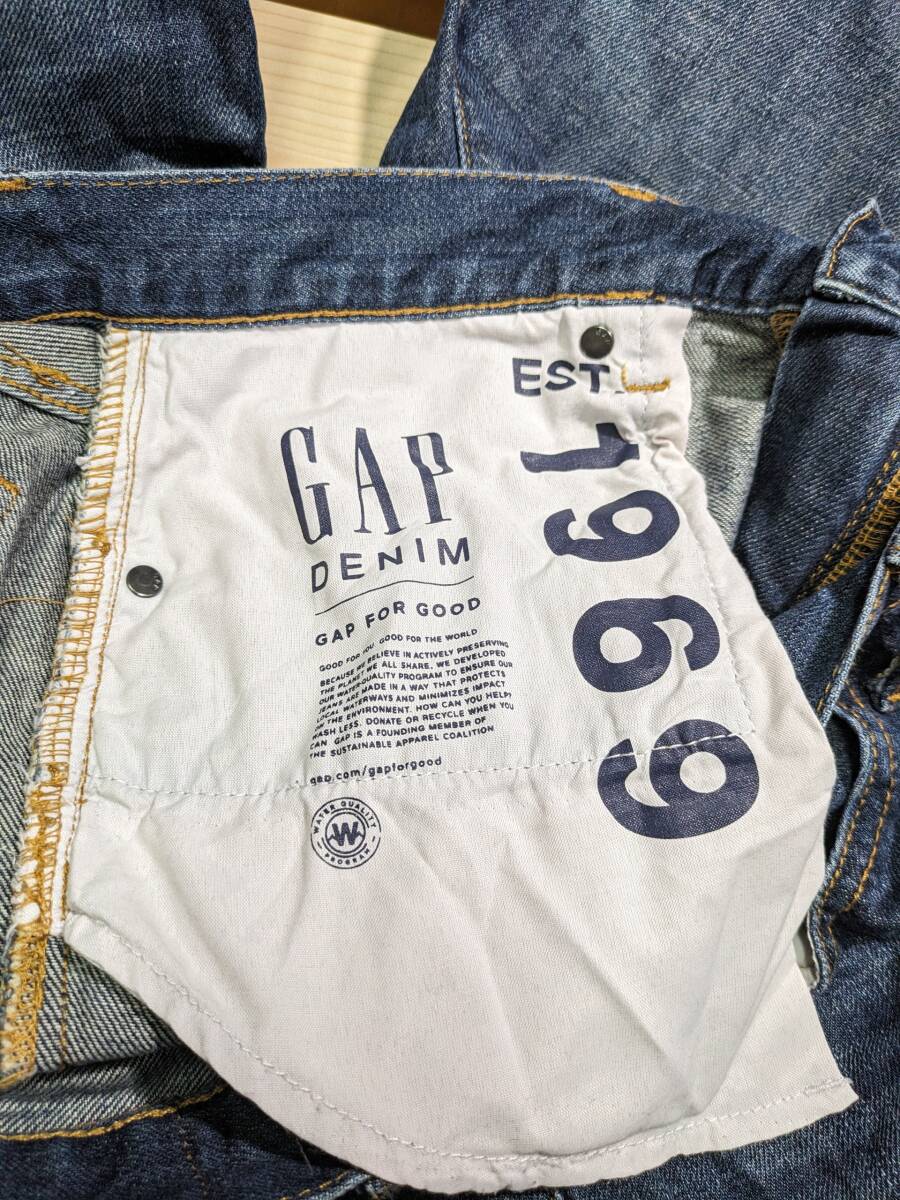 EST.
1969
GAP
DENIM
GAP FOR GOOD
GOOD FOR YOU. GOOD FOR THE WORLD
BECAUSE WE BELIEVE IN ACTIVELY PRESERVING
THE PLANET WE ALL SHARE. WE DEVELOPED
OUR WATER QUALITY PROGRAM TO ENSURE OUR
JEANS ARE MADE IN A WAY THAT PROTECTS
LOCAL WATERWAYS AND MINIMIZES IMPACT
ON THE ENVIRONMENT. HOW CAN YOU HELP?
WASH LESS. DONATE OR RECYCLE WHEN YOU
CAN GAP IS A FOUNDING MEMBER OF
THE SUSTAINABLE APPAREL COALITION
gap.com/gapforgood
WATER QUALITY
W
PROGRAM